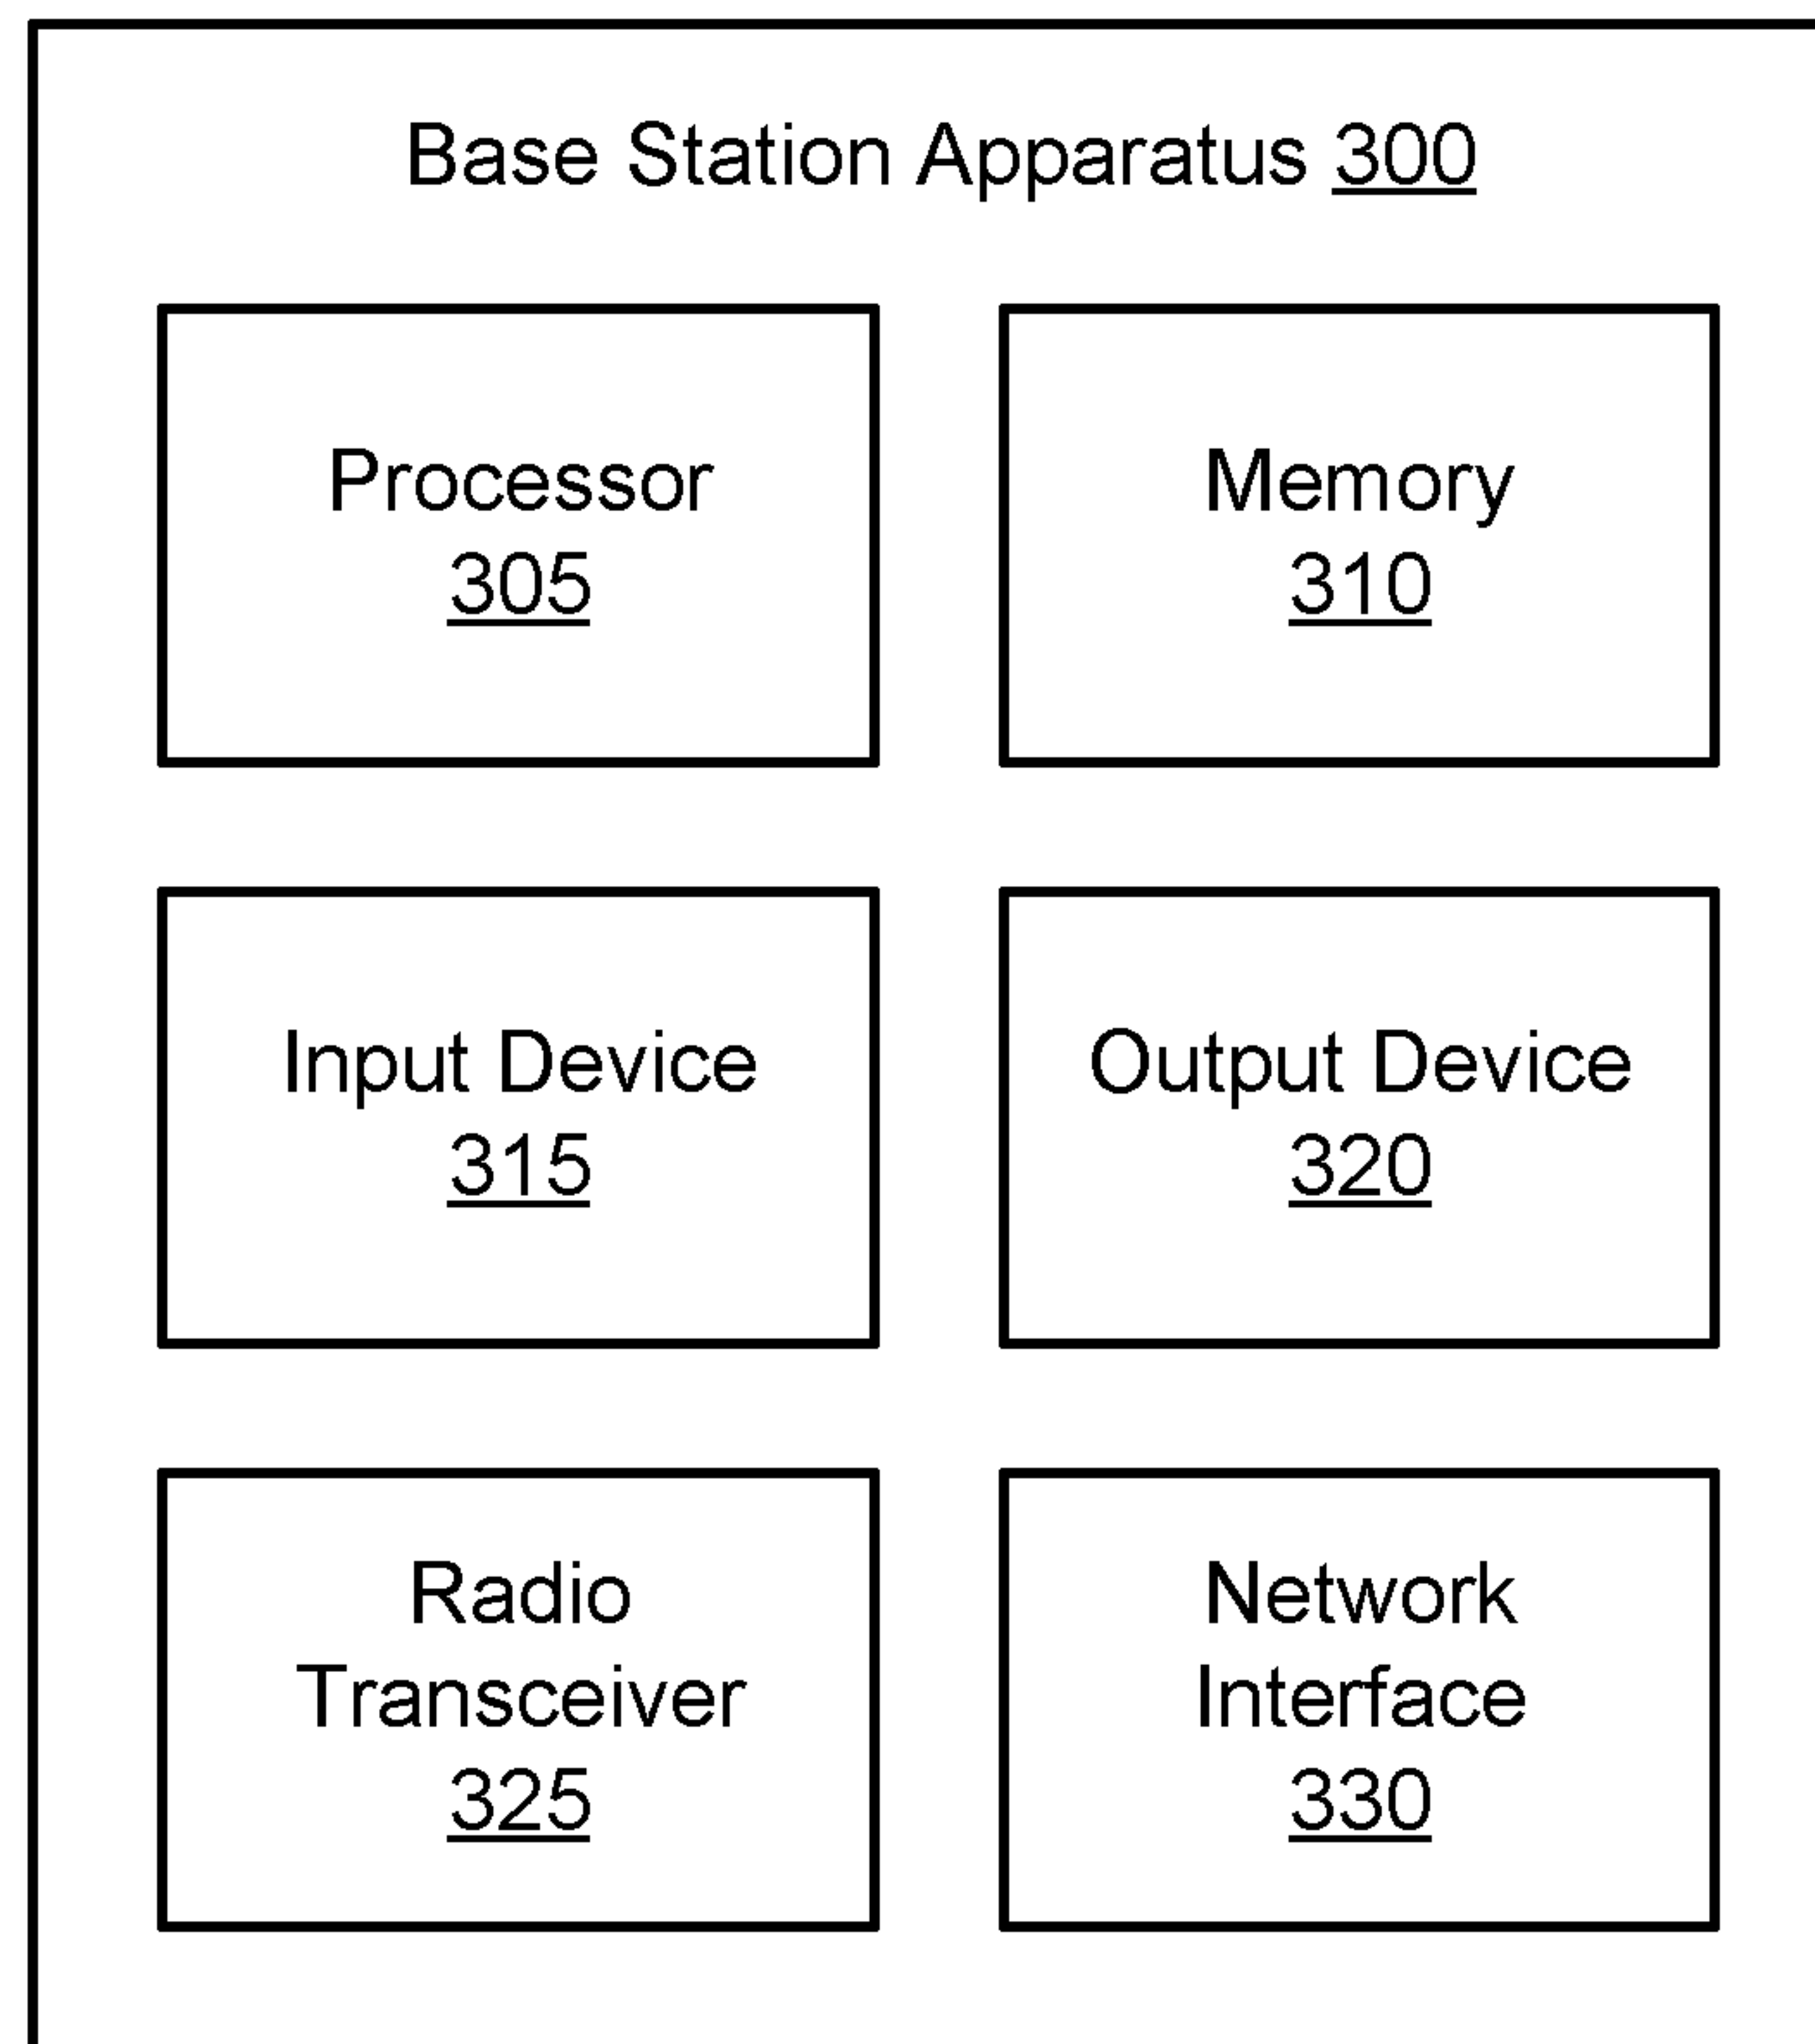 Base Station Apparatus 300
Processor
305
Memory
310
Input Device
315
Output Device
320
Radio
Transceiver
325
Network
Interface
330